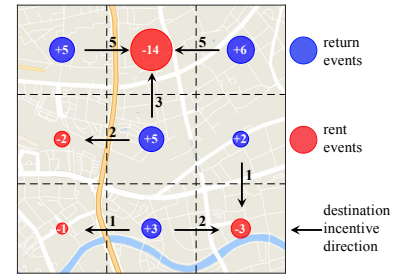 +5 5 -14 5 +6
return
events
3
-2 2 +5 +2
rent
events
1
-1 1 +3 2 -3
destination
incentive
direction